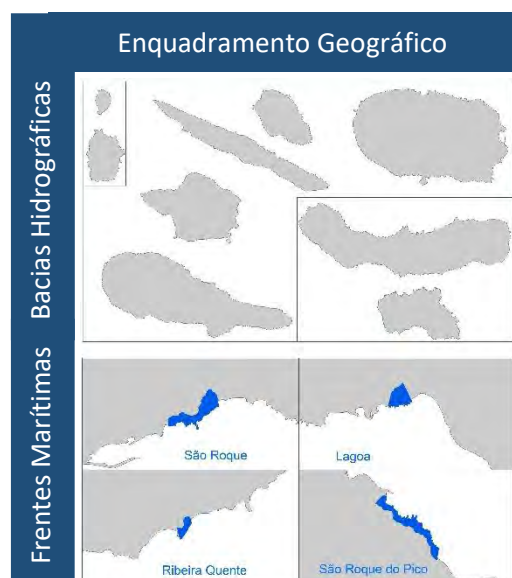 Enquadramento Geográfico
Bacias Hidrográficas
Frentes Marítimas
São Roque
Lagoa
Ribeira Quente
São Roque do Pico